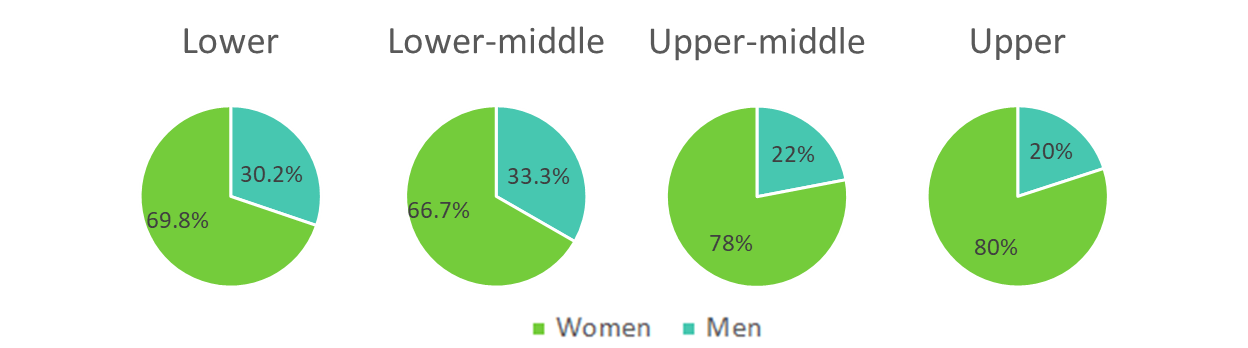 Lower Lower-middle Upper-middle Upper
30.2% 33.3% 22% 20%
69.8% 66.7% 78% 80%
Women Men